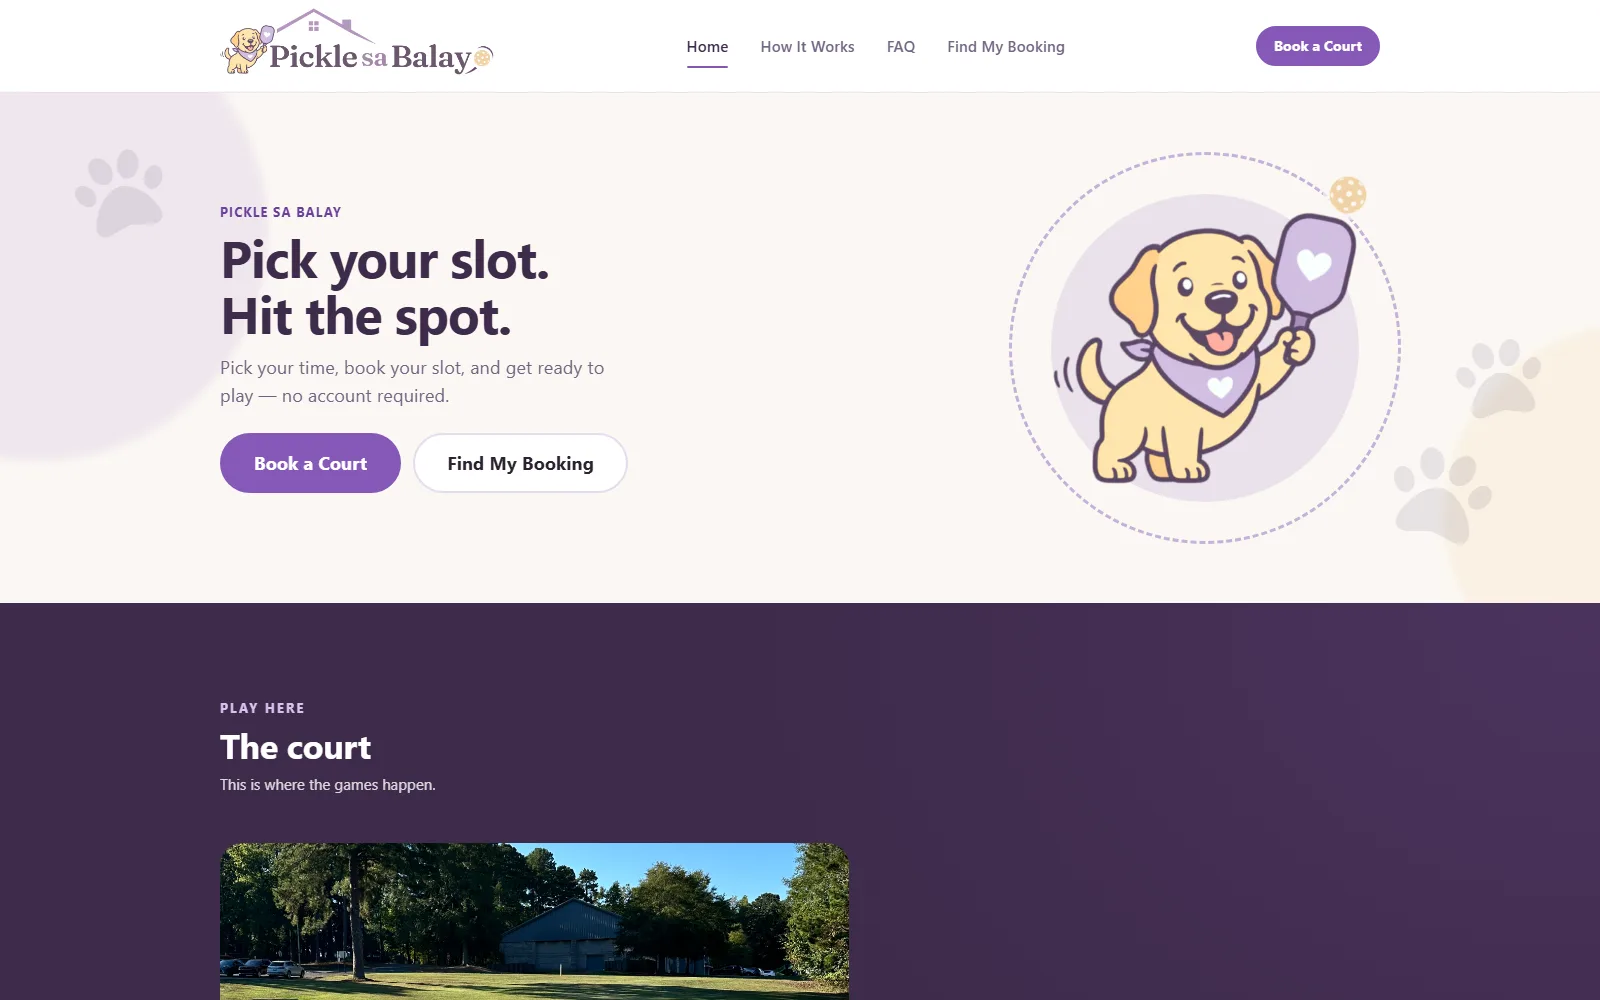 Pickle sa Balay
Home
How It Works
FAQ
Find My Booking
Book a Court
PICKLE SA BALAY
Pick your slot.
Hit the spot.
Pick your time, book your slot, and get ready to
play — no account required.
Book a Court
Find My Booking
PLAY HERE
The court
This is where the games happen.